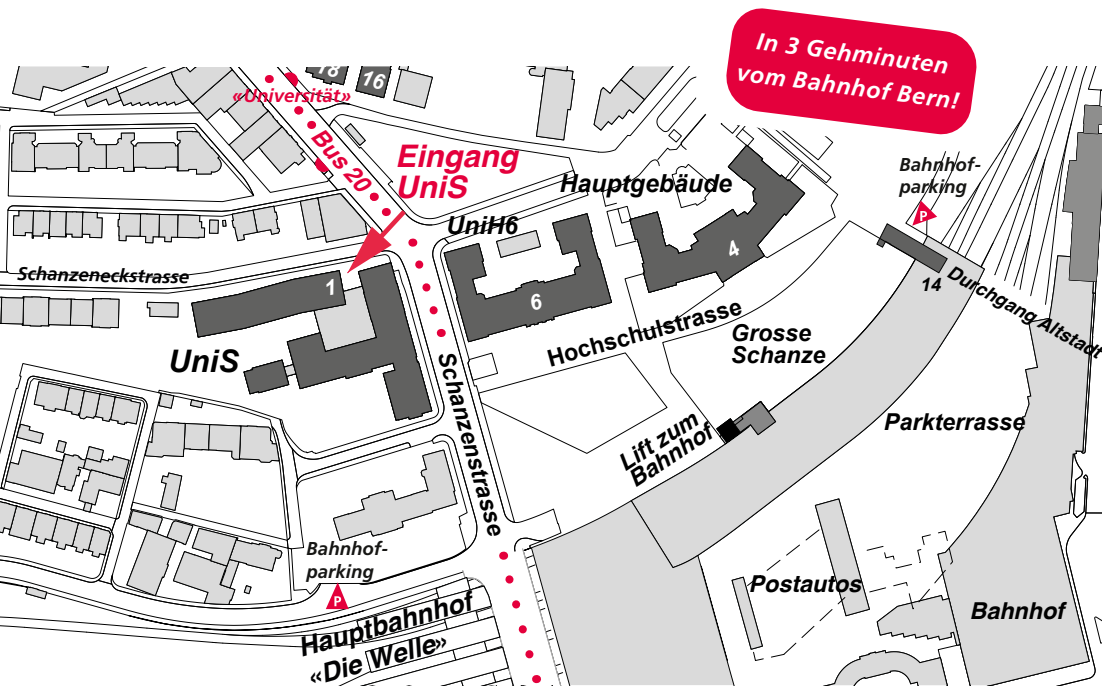 In 3 Gehminuten
vom Bahnhof Bern!
18
16
«Universität»
Bus 20
Eingang
UniS
Hauptgebäude
Bahnhof-
parking
P
UniH6
4
Schanzeneckstrasse
1
6
14
Durchgang Altstadt
Hochschulstrasse
Grosse
Schanze
UniS
Schanzenstrasse
Lift zum
Bahnhof
Parkterrasse
Bahnhof-
parking
P
Postautos
Bahnhof
Hauptbahnhof
«Die Welle»